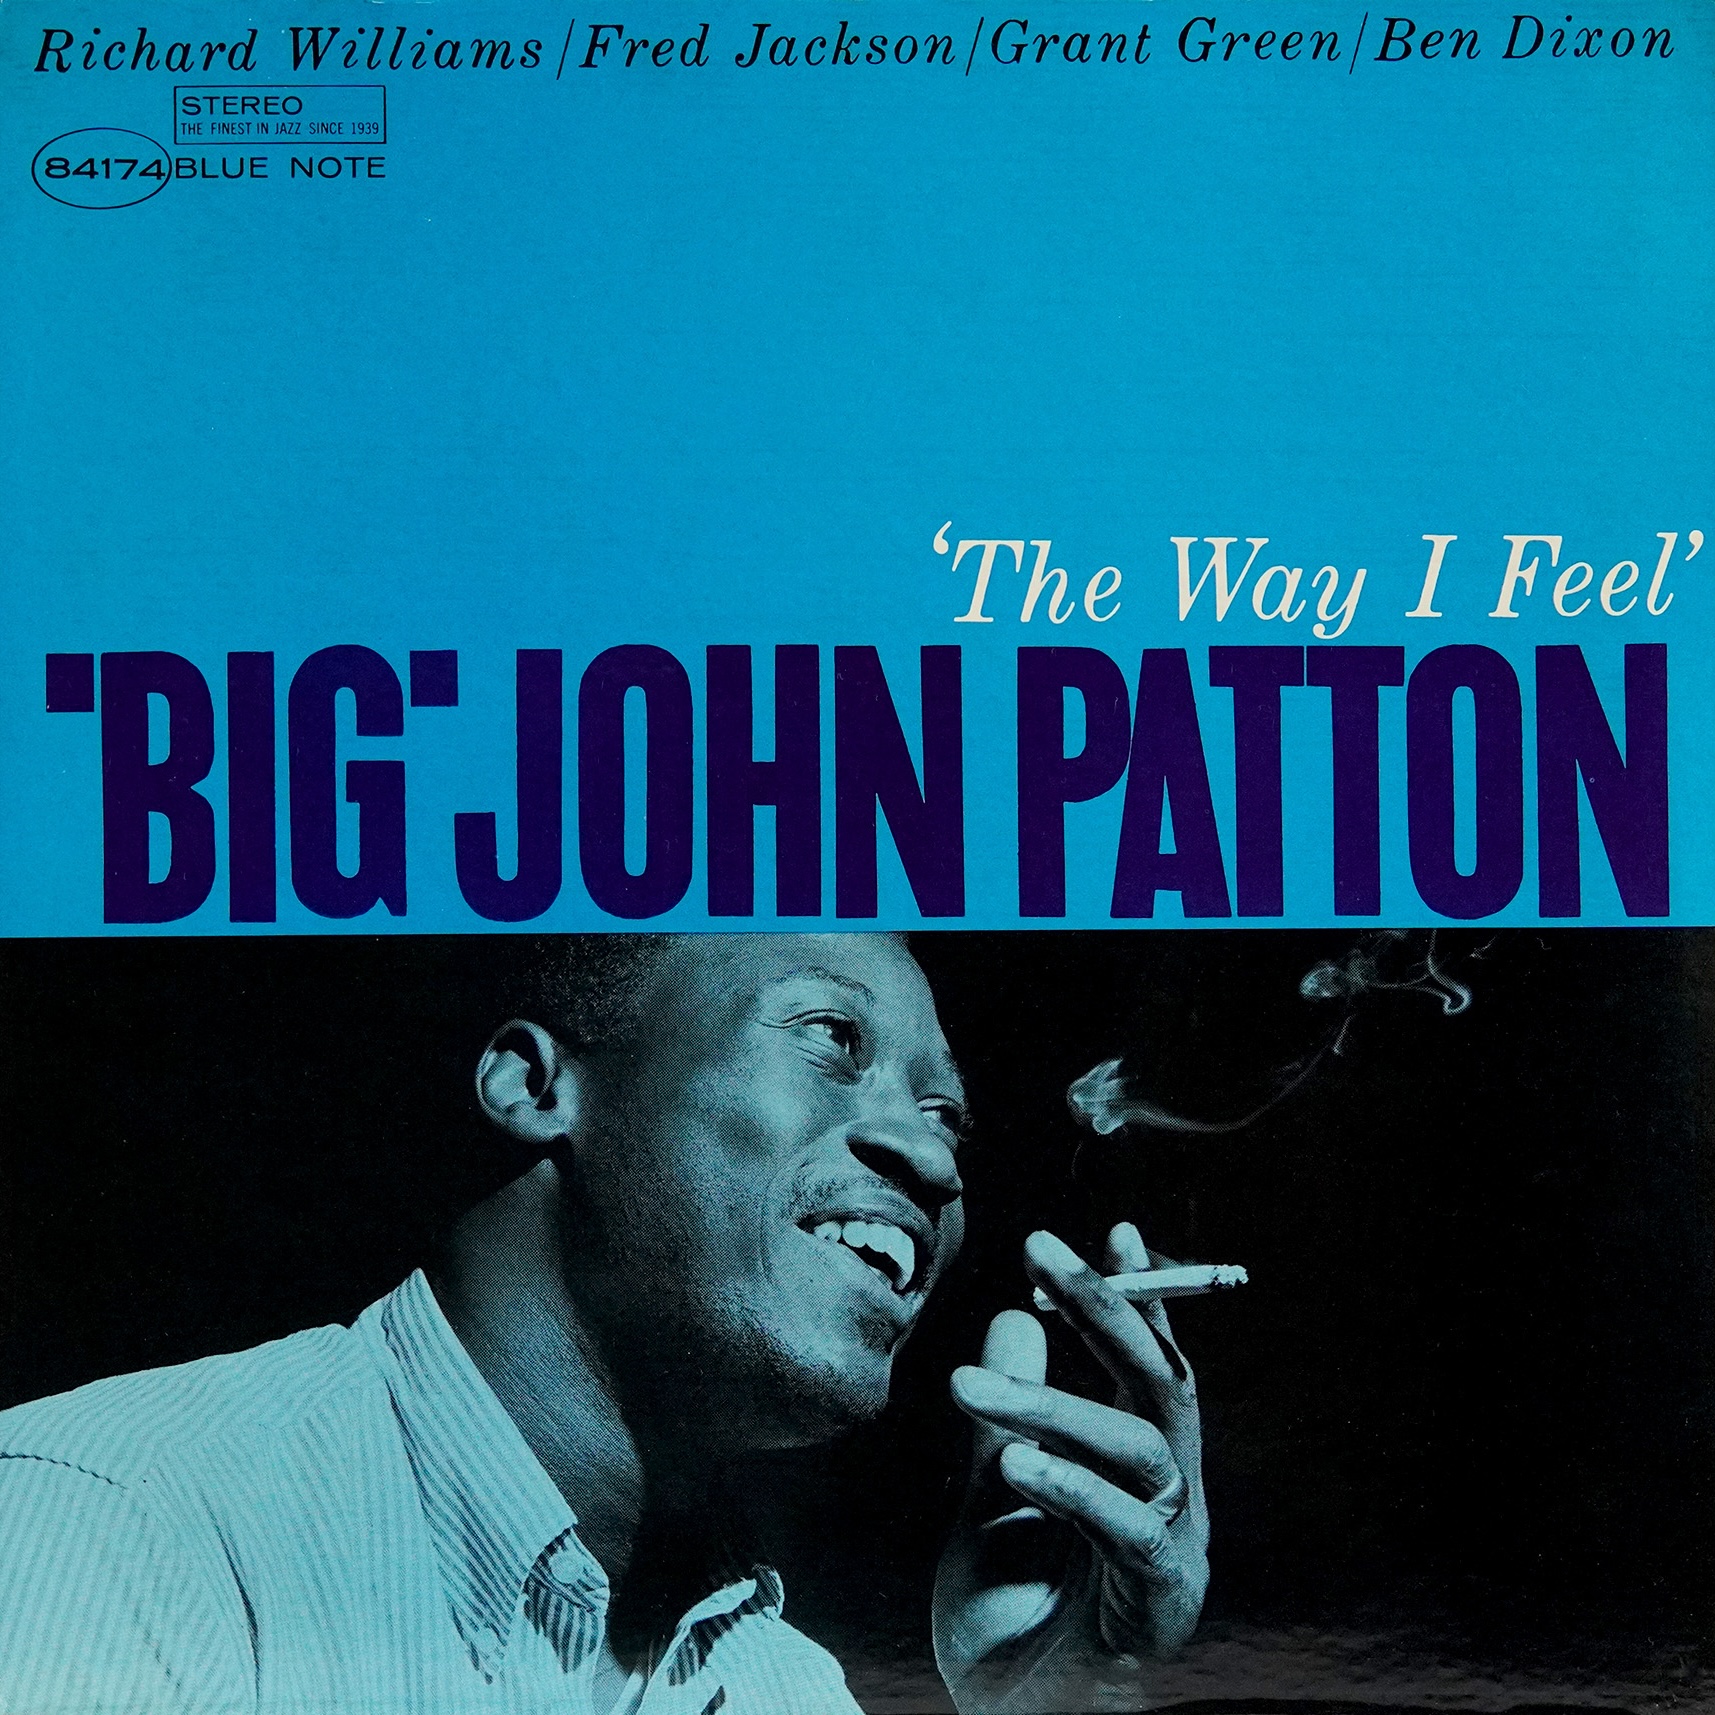 Richard Williams/Fred Jackson/Grant Green/Ben Dixon
STEREO
THE FINEST IN JAZZ SINCE 1939
84174 BLUE NOTE
‘The Way I Feel’
"BIG" JOHN PATTON